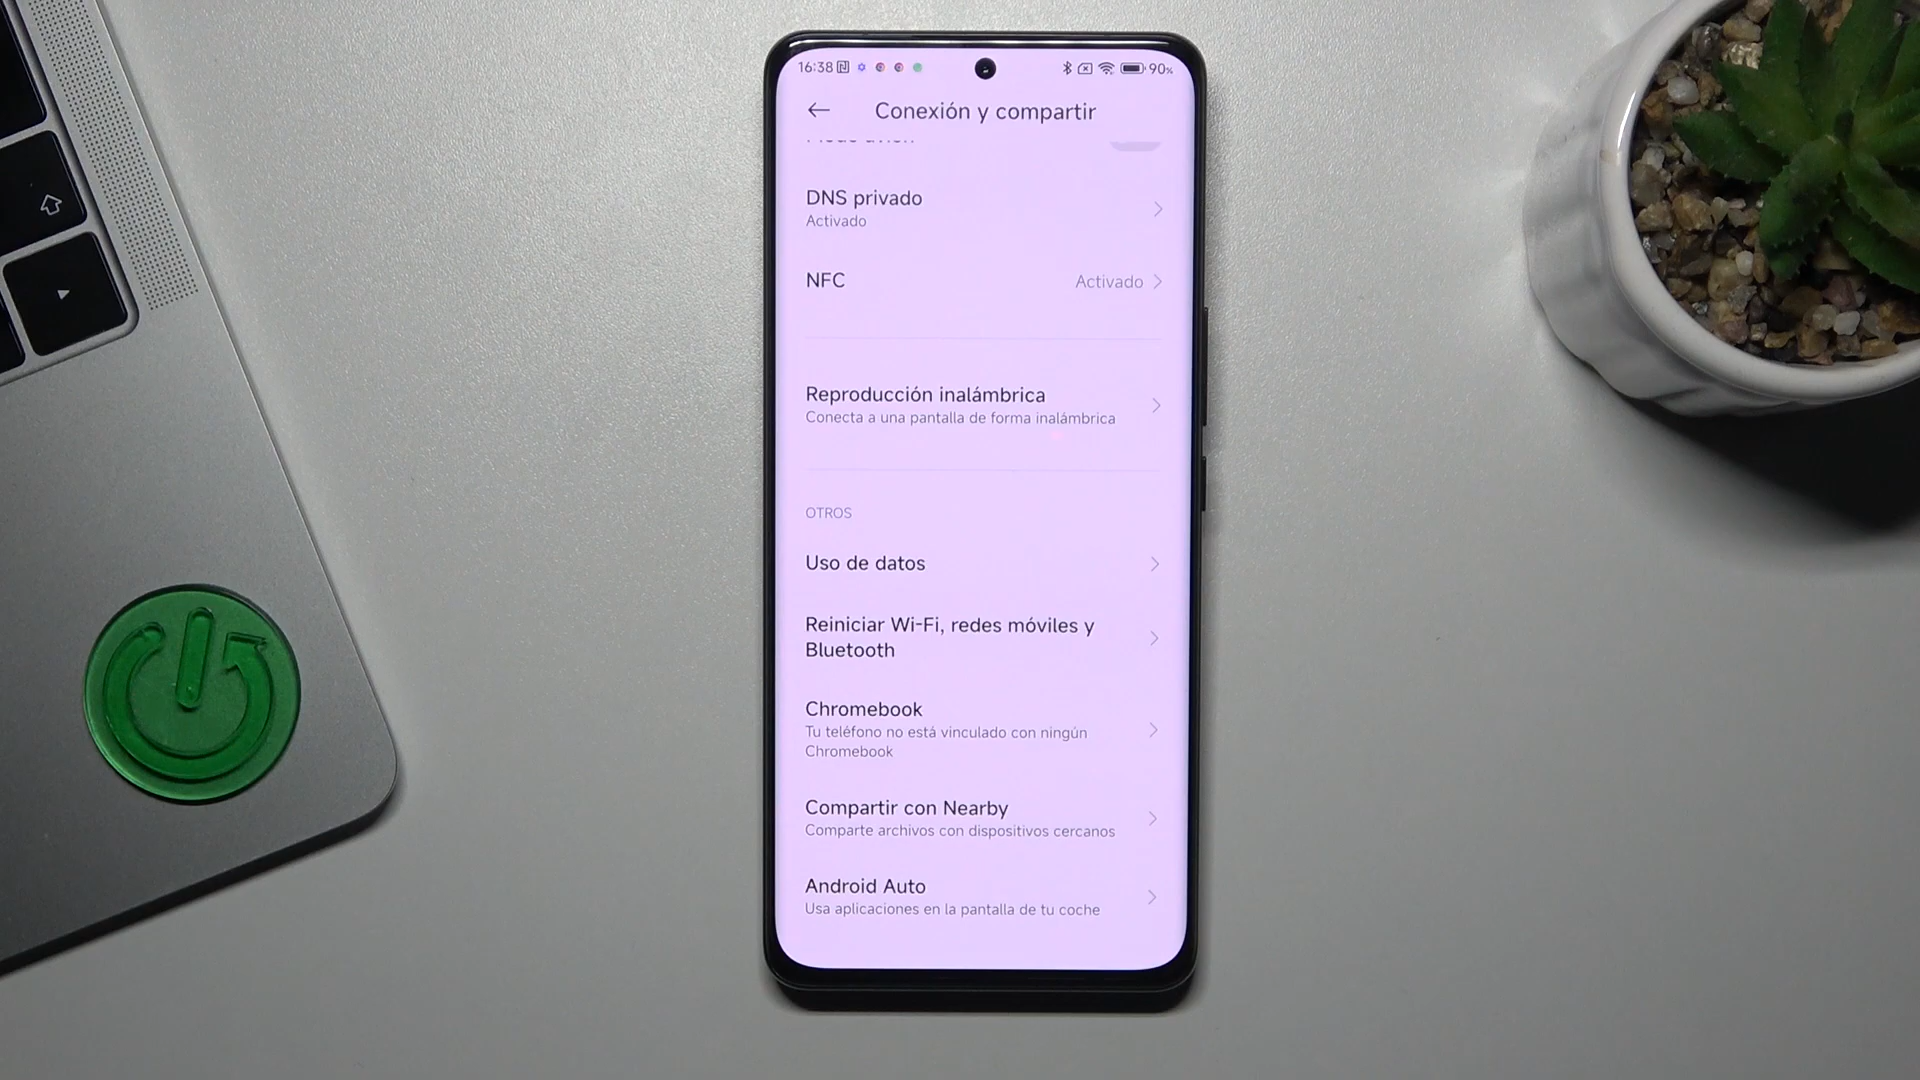 16:38
90%
Conexión y compartir
DNS privado
Activado
NFC
Activado
Reproducción inalámbrica
Conecta a una pantalla de forma inalámbrica
OTROS
Uso de datos
Reiniciar Wi-Fi, redes móviles y
Bluetooth
Chromebook
Tu teléfono no está vinculado con ningún
Chromebook
Compartir con Nearby
Comparte archivos con dispositivos cercanos
Android Auto
Usa aplicaciones en la pantalla de tu coche